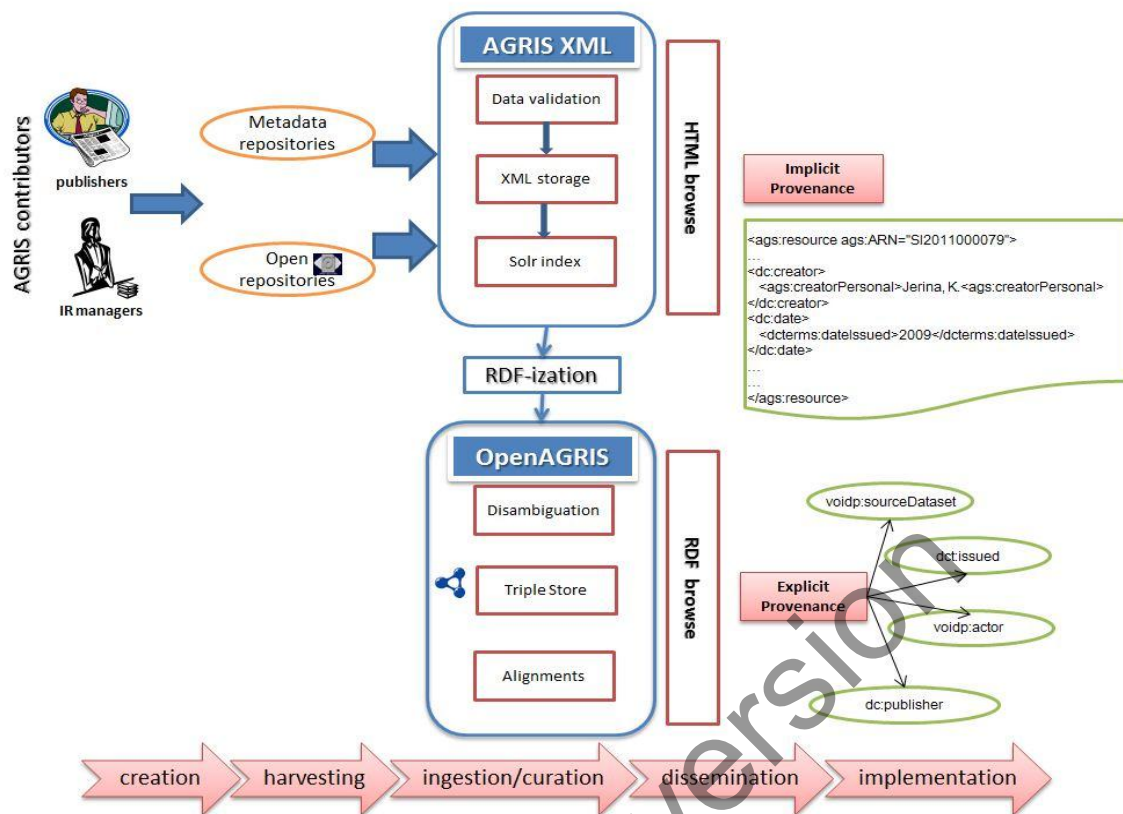 AGRIS contributors
publishers
IR managers
Metadata
repositories
Open
repositories
AGRIS XML
Data validation
XML storage
Solr index
HTML browse
Implicit
Provenance
<ags:resource ags:ARN="SI2011000079">
...
<dc:creator>
<ags:creatorPersonal>Jerina, K.<ags:creatorPersonal>
</dc:creator>
<dc:date>
<dcterms:dateIssued>2009</dcterms:dateIssued>
</dc:date>
...
...
</ags:resource>
RDF-ization
OpenAGRIS
Disambiguation
Triple Store
Alignments
RDF browse
Explicit
Provenance
voidp:sourceDataset
dct:issued
voidp:actor
dc:publisher
version
creation
harvesting
ingestion/curation
dissemination
implementation